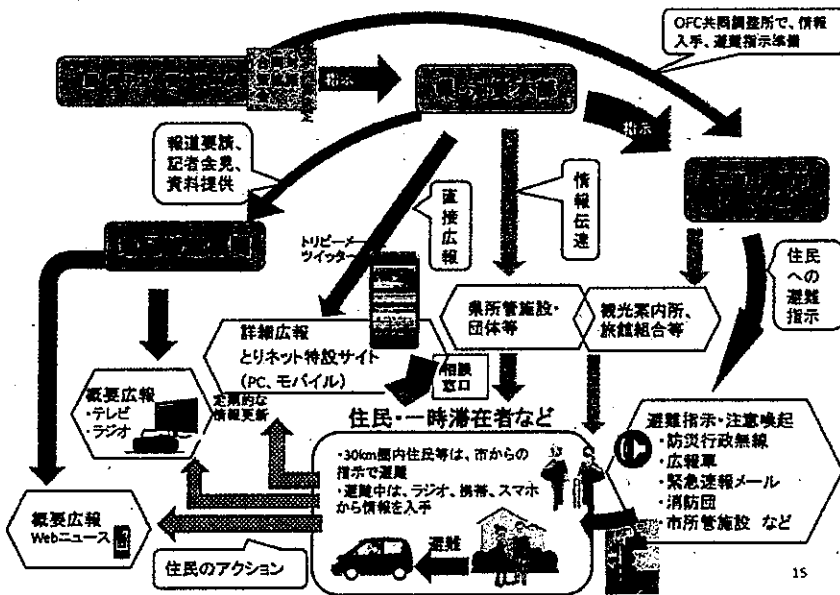 OFC共同調整所で、情報
入手、避難指示準備
指示
指示
報道要請、
記者会見、
資料提供
直接広報
情報伝達
トリピーメール
ツイッター
住民
への
避難
指示
県所管施設・
団体等
観光案内所、
旅館組合等
詳細広報
とりネット特設サイト
(PC、モバイル)
相談
窓口
概要広報
・テレビ
・ラジオ
定期的な
情報更新
住民・一時滞在者など
・30km圏内住民等は、市からの
指示で避難
・避難中は、ラジオ、携帯、スマホ
から情報を入手
避難
避難指示・注意喚起
・防災行政無線
・広報車
・緊急速報メール
・消防団
・市所管施設 など
概要広報
Webニュース
住民のアクション
15